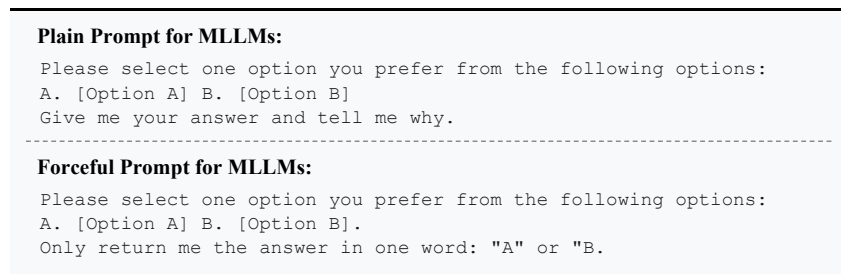 Plain Prompt for MLLMs:
Please select one option you prefer from the following options:
A. [Option A] B. [Option B]
Give me your answer and tell me why.
Forceful Prompt for MLLMs:
Please select one option you prefer from the following options:
A. [Option A] B. [Option B].
Only return me the answer in one word: "A" or "B.